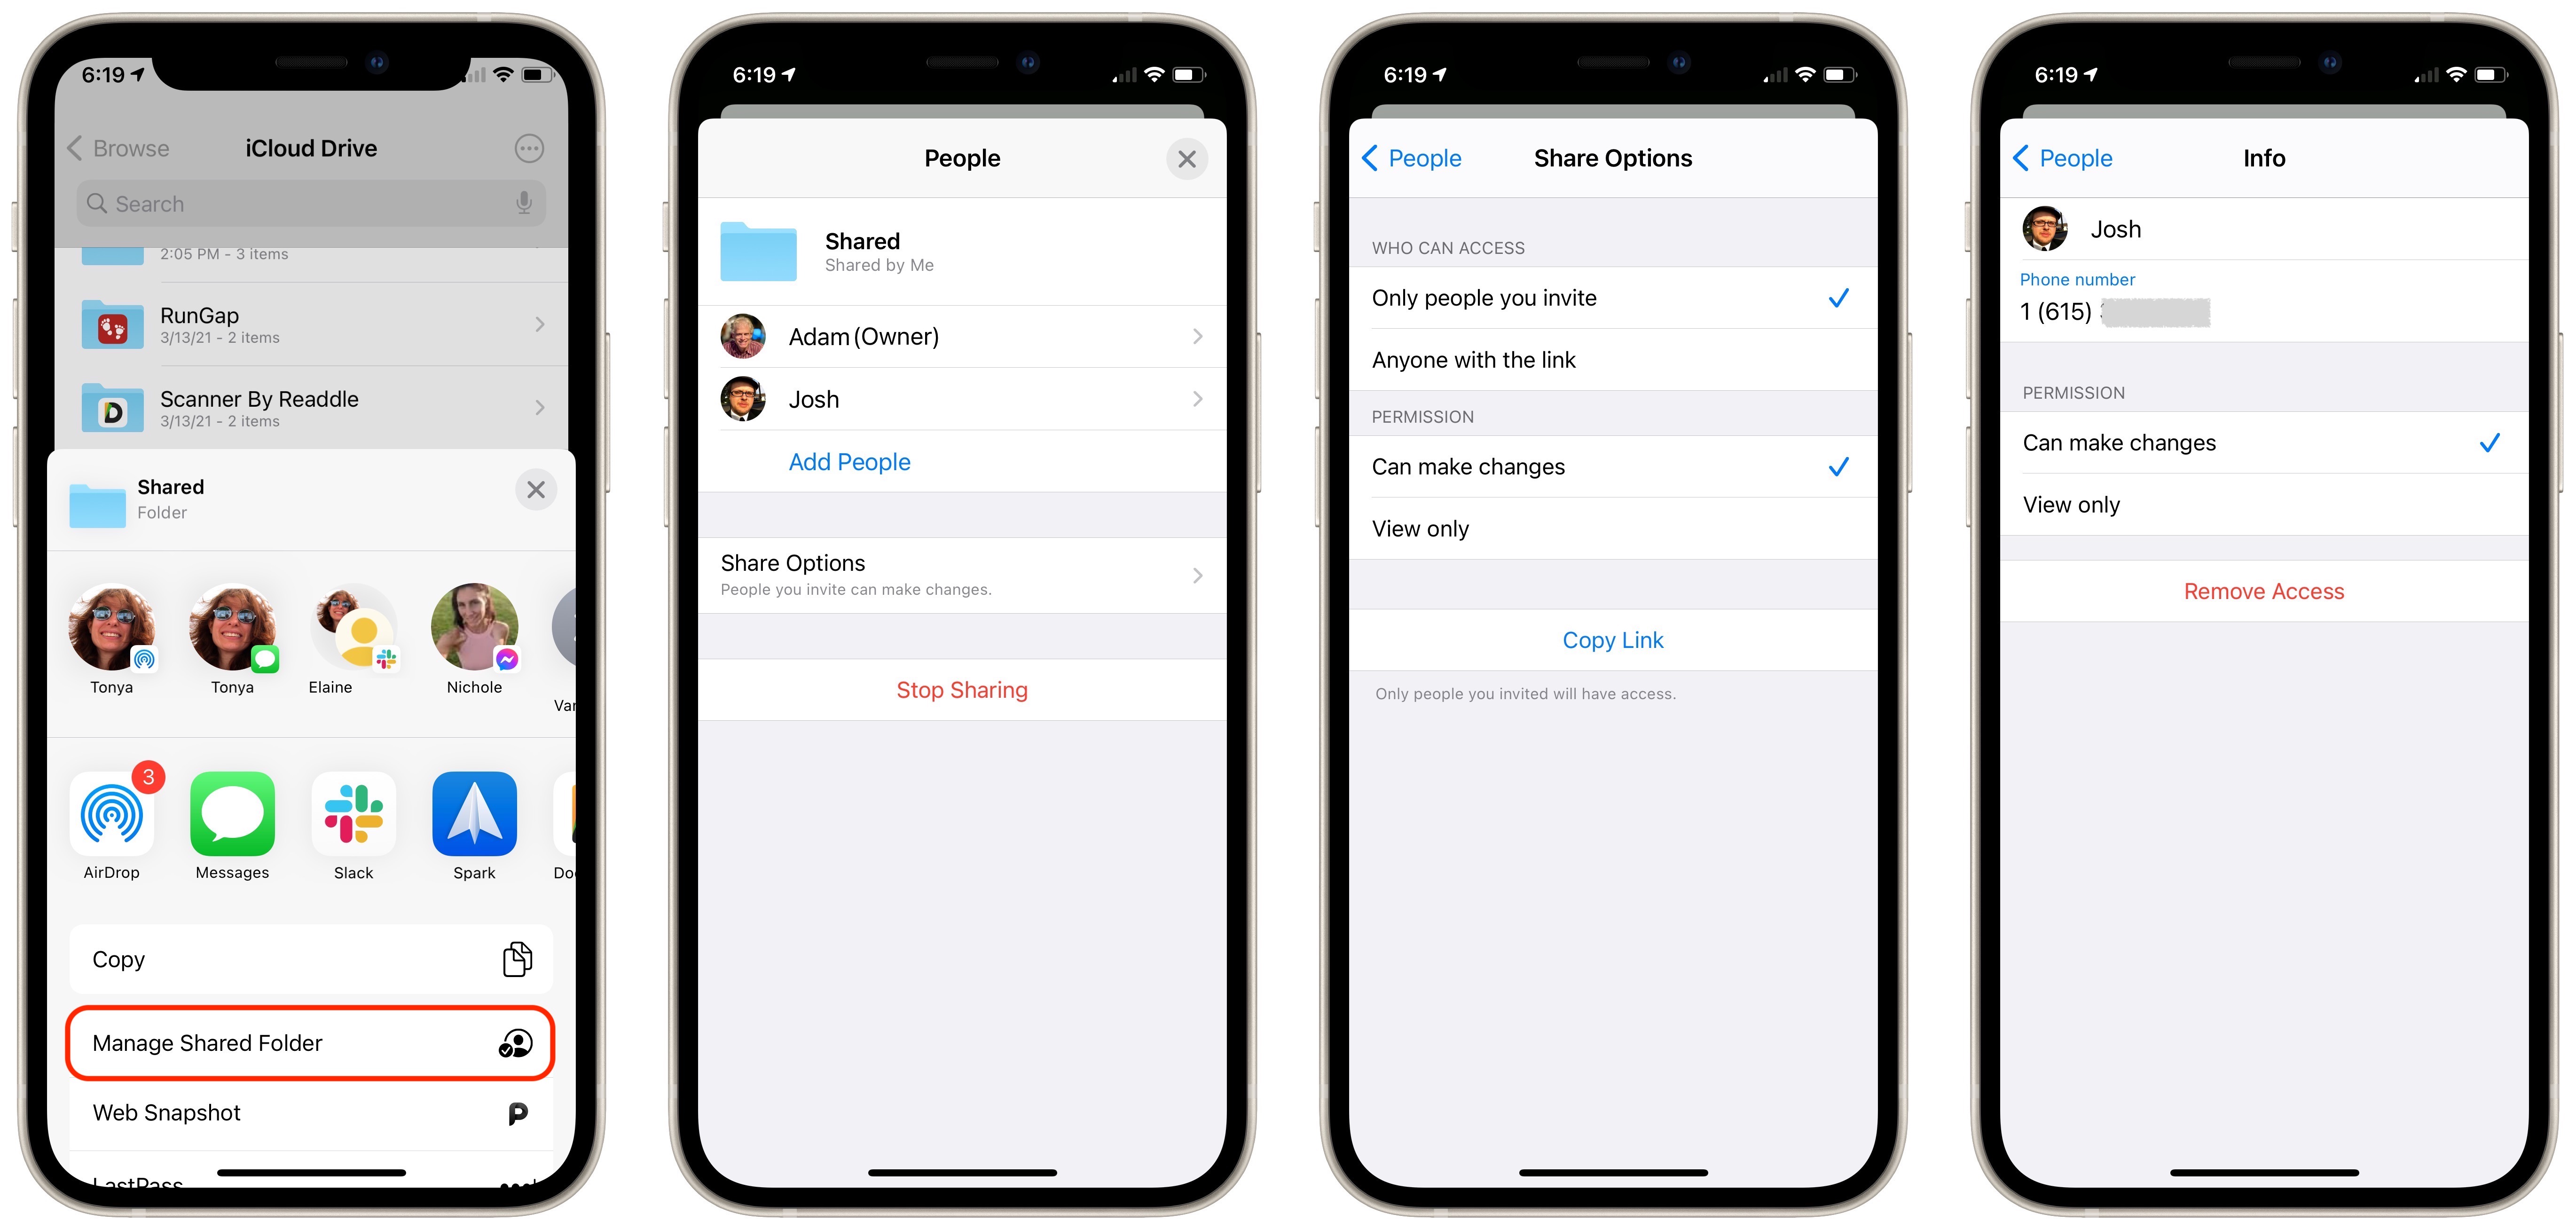 6:19
Browse
iCloud Drive
Search
2:05 PM - 3 items
RunGap
3/13/21 - 2 items
Scanner By Readdle
3/13/21 - 2 items
Shared
Folder
Tonya
Tonya
Elaine
Nichole
3
AirDrop
Messages
Slack
Spark
Copy
Manage Shared Folder
Web Snapshot
LastPass
6:19
People
Shared
Shared by Me
Adam (Owner)
Josh
Add People
Share Options
People you invite can make changes.
Stop Sharing
6:19
People
Share Options
WHO CAN ACCESS
Only people you invite
Anyone with the link
PERMISSION
Can make changes
View only
Copy Link
Only people you invited will have access.
6:19
People
Info
Josh
Phone number
1 (615)
PERMISSION
Can make changes
View only
Remove Access